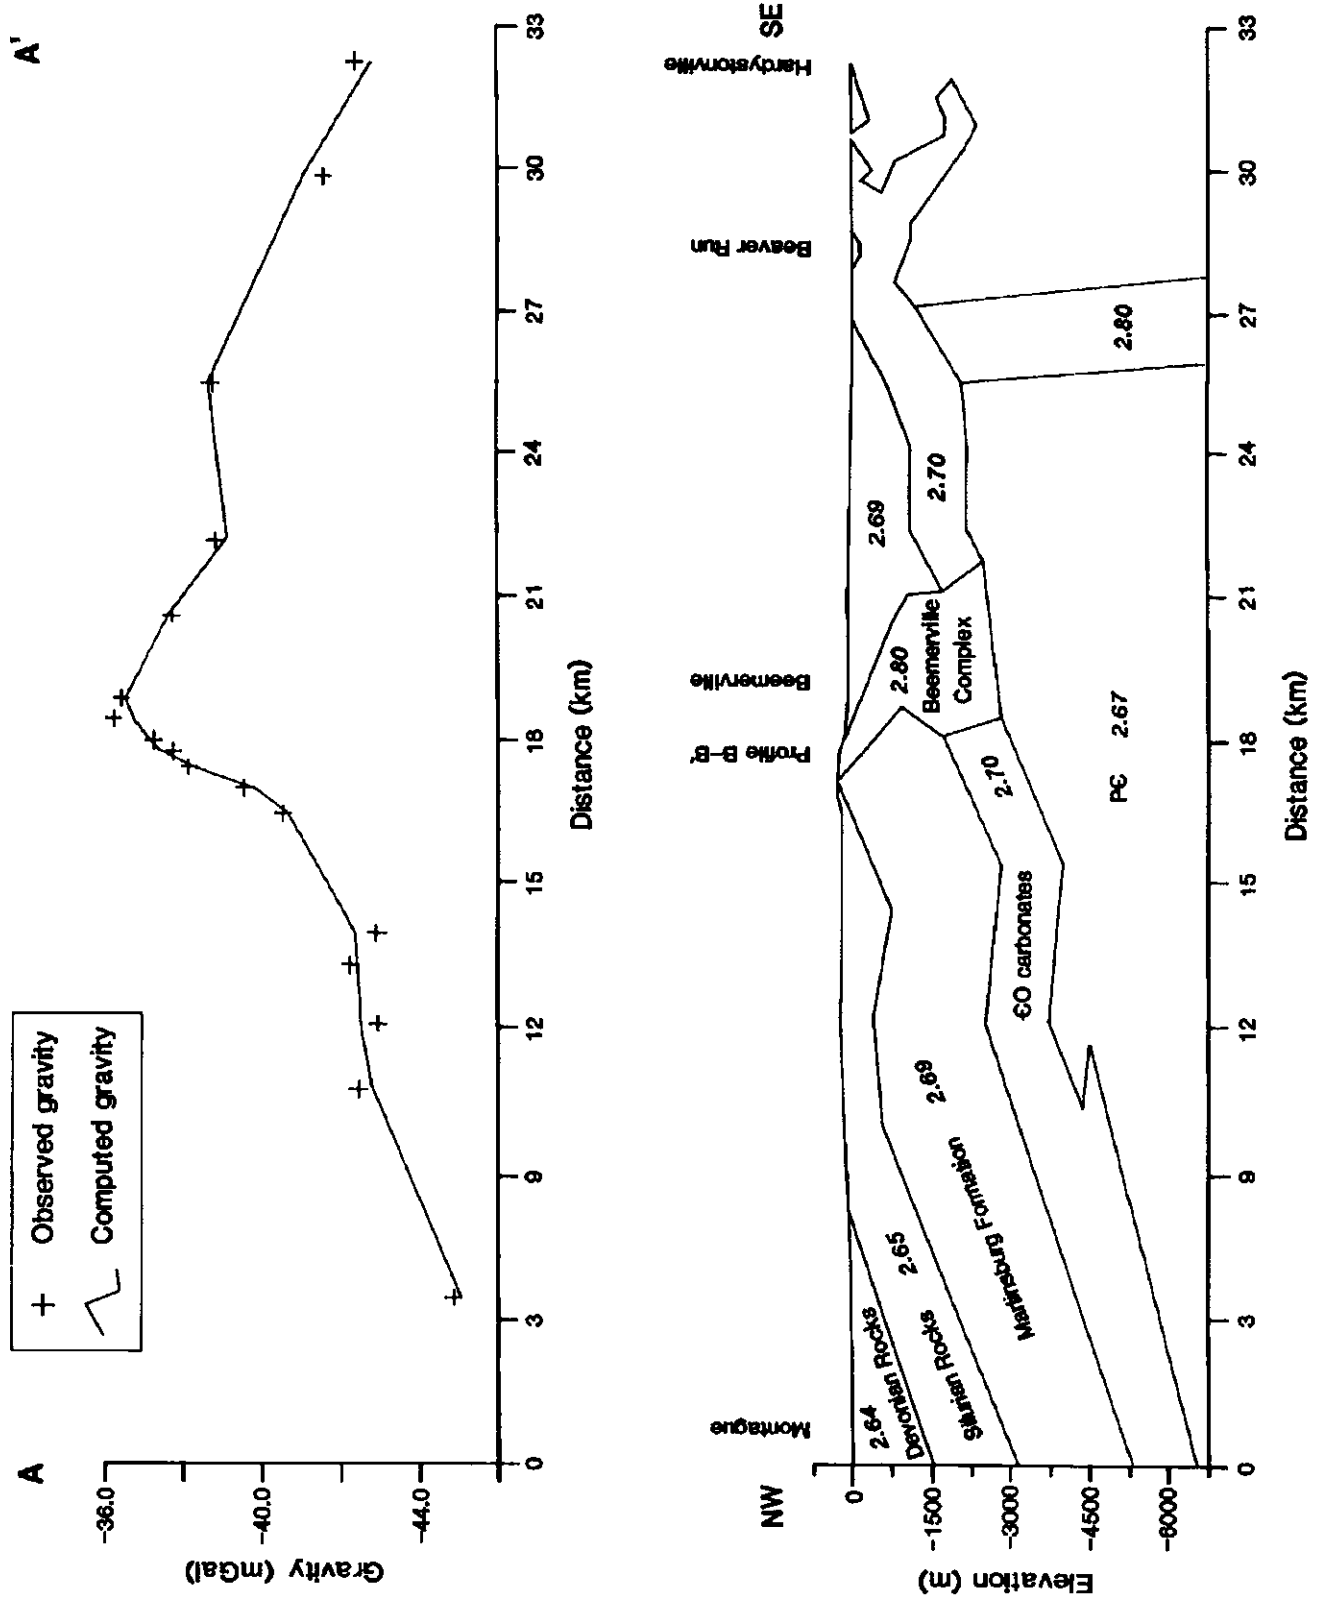 A
A'
+ Observed gravity
Computed gravity
Gravity (mGal)
-36.0
-40.0
-44.0
0 3 6 9 12 15 18 21 24 27 30 33
Distance (km)
NW
SE
Montague
Profile B-B'
Beemerville
Beaver Run
Hardystonville
Elevation (m)
0
-1500
-3000
-4500
-6000
2.64
Devonian Rocks
Silurian Rocks
2.65
Martinsburg Formation
2.69
ЄO carbonates
2.70
2.80
Beemerville
Complex
2.69
2.70
PЄ 2.67
2.80
0 3 6 9 12 15 18 21 24 27 30 33
Distance (km)